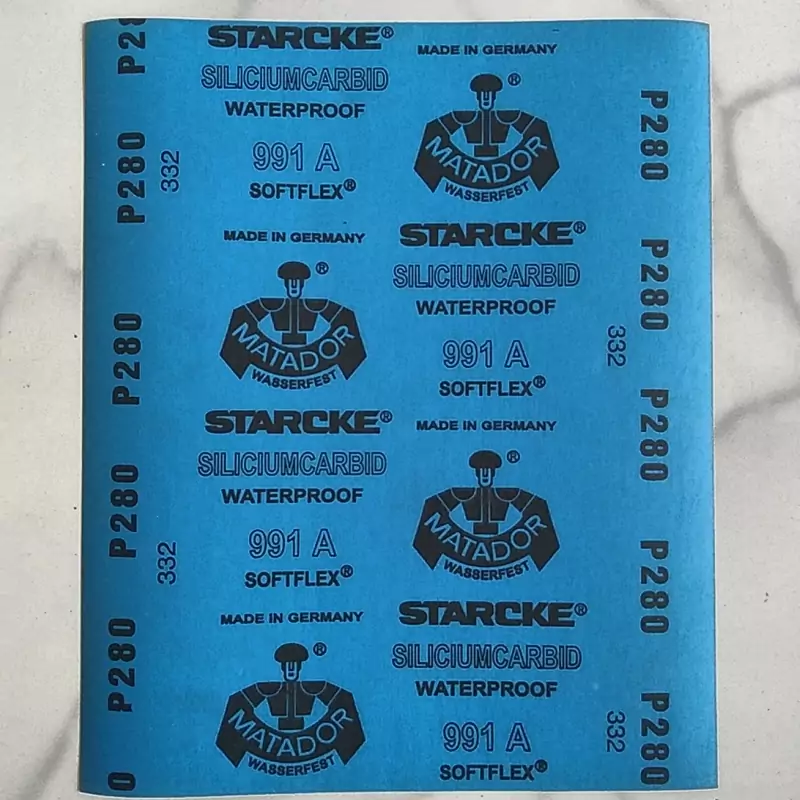 P28
P280
P280
P280
P280
0
332
332
STARCKE®
SILICIUMCARBID
WATERPROOF
991 A
SOFTFLEX®
MADE IN GERMANY
®
MATADOR
WASSERFEST
STARCKE®
SILICIUMCARBID
WATERPROOF
991 A
SOFTFLEX®
MADE IN GERMANY
®
MATADOR
WASSERFEST
MADE IN GERMANY
®
MATADOR
WASSERFEST
STARCKE®
SILICIUMCARBID
WATERPROOF
991 A
SOFTFLEX®
MADE IN GERMANY
®
MATADOR
WASSERFEST
STARCKE®
SILICIUMCARBID
WATERPROOF
991 A
SOFTFLEX®
332
332
P280
P280
P280
P280
P280